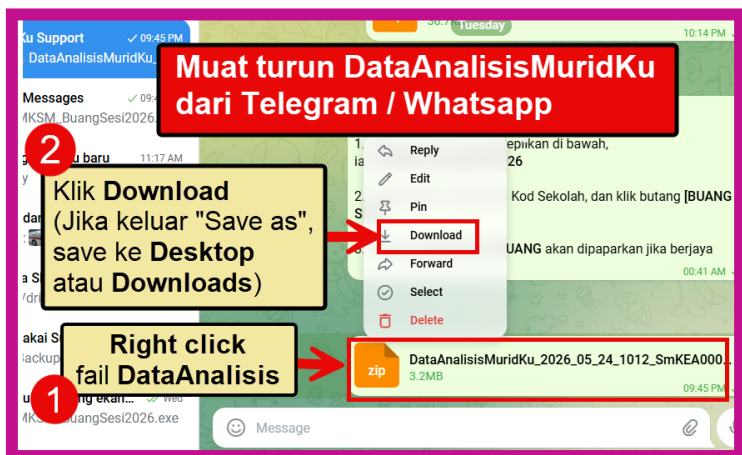 Ku Support 09:45 PM
DataAnalisisMuridKu_
Tuesday
10:14 PM
Muat turun DataAnalisisMuridKu
dari Telegram / Whatsapp
Messages 09:4
KSM_BuangSesi2026.
2
baru 11:17 AM
Klik Download
(Jika keluar "Save as",
save ke Desktop
atau Downloads)
1. di bawah,
26
2. Kod Sekolah, dan klik butang [BUANG
UANG akan dipaparkan jika berjaya
00:41 AM
Reply
Edit
Pin
Download
Forward
Select
Delete
Right click
fail DataAnalisis
1
zip
DataAnalisisMuridKu_2026_05_24_1012_SmKEA000...
3.2MB
09:45 PM
Wed
BuangSesi2026.exe
Message